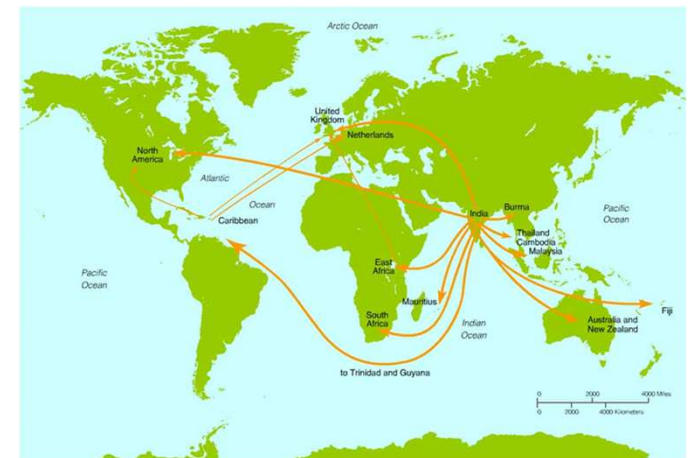 Arctic Ocean
United
Kingdom
Netherlands
North
America
Atlantic
Ocean
Caribbean
India
Burma
Pacific
Ocean
Thailand
Cambodia
Malaysia
East
Africa
Pacific
Ocean
Mauritius
South
Africa
Indian
Ocean
Fiji
Australia and
New Zealand
to Trinidad and Guyana
0 2000 4000 Miles
0 2000 4000 Kilometers